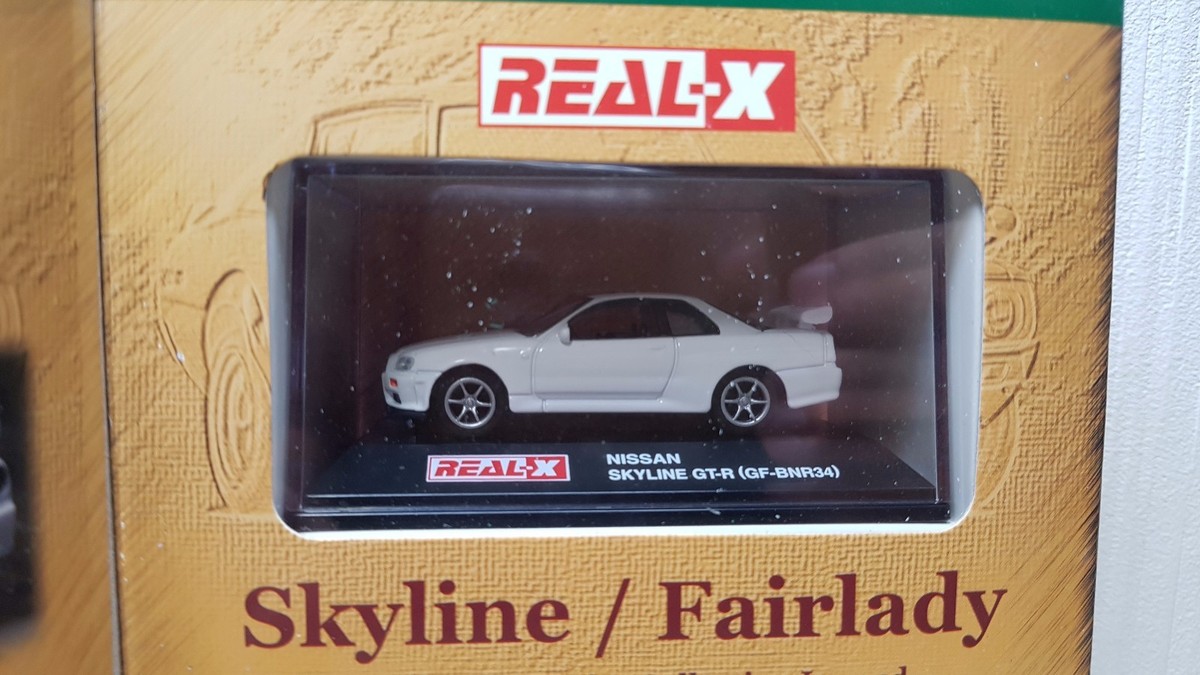 REAL-X
REAL-X
NISSAN
SKYLINE GT-R (GF-BNR34)
Skyline / Fairlady